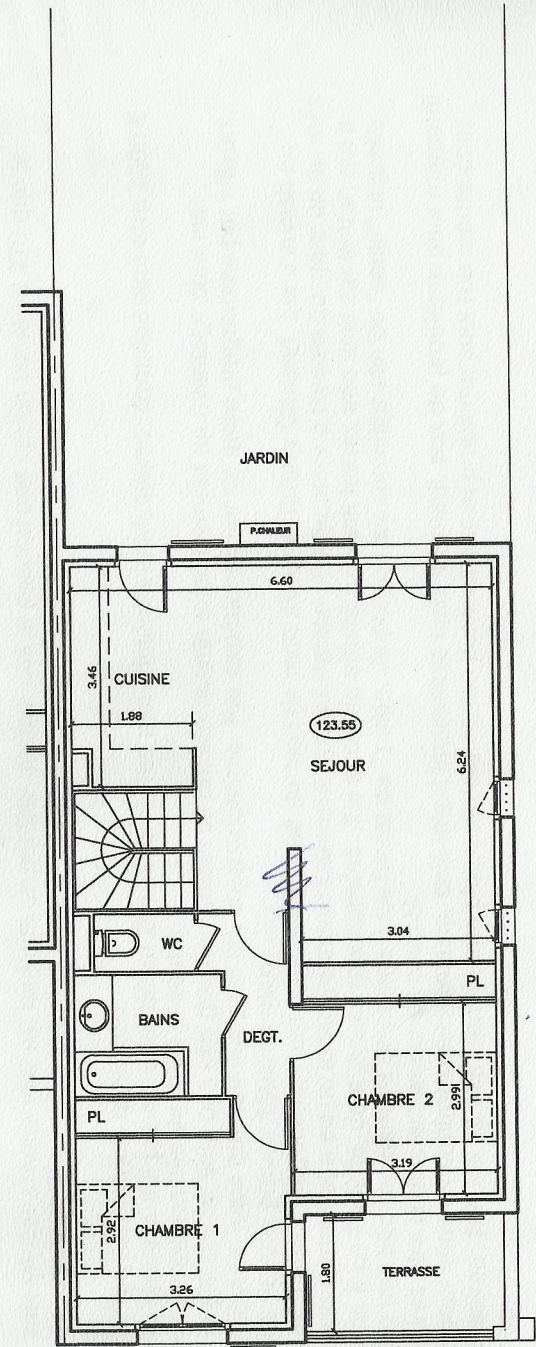 JARDIN
P.CHALEUR
6.60
3.46
CUISINE
1.88
123.55
SEJOUR
6.24
3.04
WC
PL
BAINS
DEGT.
PL
CHAMBRE 2
2.99
3.19
2.92
CHAMBRE 1
1.80
TERRASSE
3.26